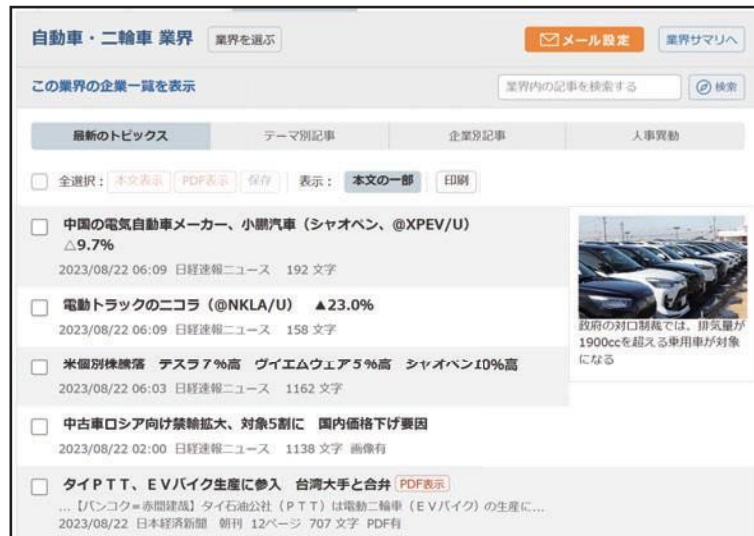 自動車・二輪車 業界 業界を選ぶ メール設定 業界サマリへ
この業界の企業一覧を表示 業界内の記事を検索する 検索
最新のトピックス テーマ別記事 企業別記事 人事異動
全選択: 本文表示 PDF表示 保存 表示: 本文の一部 印刷
中国の電気自動車メーカー、小鵬汽車（シャオペン、@XPEV/U）
△9.7%
2023/08/22 06:09 日経速報ニュース 192 文字
電動トラックのニコラ（@NKLA/U） ▲23.0%
2023/08/22 06:09 日経速報ニュース 158 文字
政府の対ロ制裁では、排気量が
1900ccを超える乗用車が対象
になる
米個別株騰落 テスラ７%高 ヴイエムウェア５%高 シャオペン10%高
2023/08/22 06:03 日経速報ニュース 1162 文字
中古車ロシア向け禁輸拡大、対象5割に 国内価格下げ要因
2023/08/22 02:00 日経速報ニュース 1138 文字 画像有
タイＰＴＴ、ＥＶバイク生産に参入 台湾大手と合弁 PDF表示
...【バンコク＝赤間建哉】タイ石油公社（ＰＴＴ）は電動二輪車（ＥＶバイク）の生産に...
2023/08/22 日本経済新聞 朝刊 12ページ 707 文字 PDF有